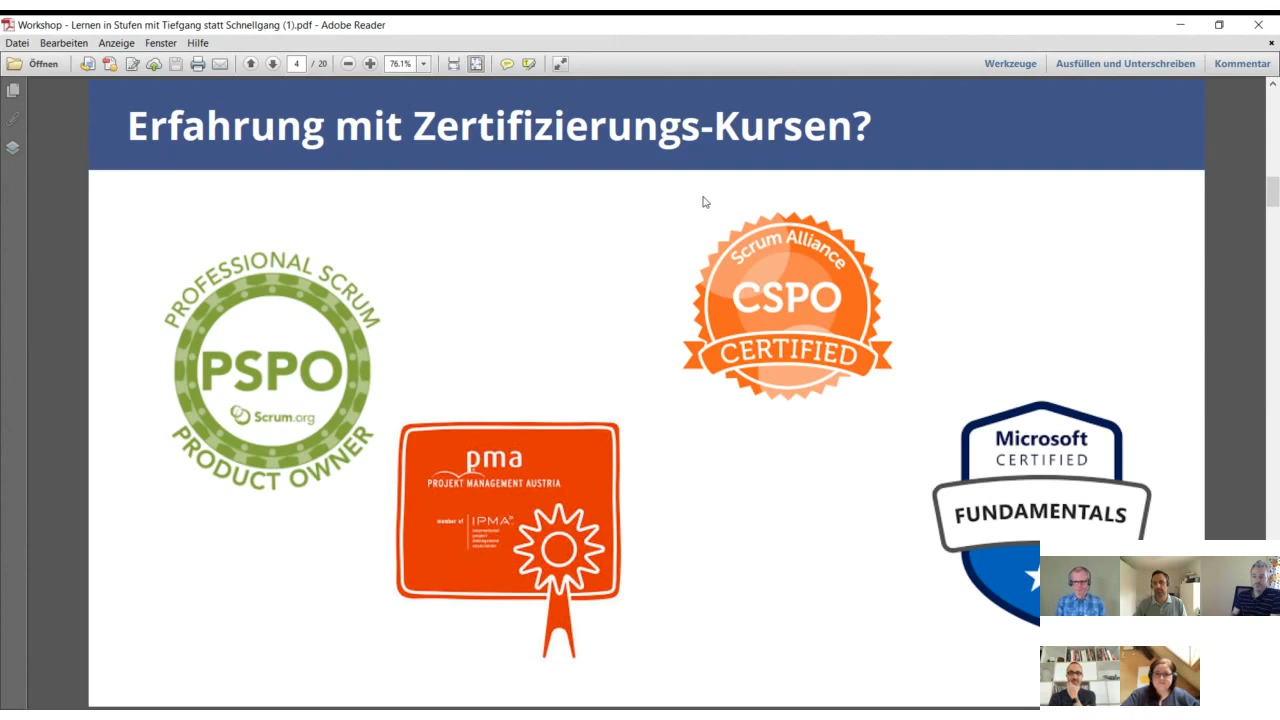 Workshop - Lernen in Stufen mit Tiefgang statt Schnellgang (1).pdf - Adobe Reader
Datei Bearbeiten Anzeige Fenster Hilfe
Öffnen 4 / 20 76.1% Werkzeuge Ausfüllen und Unterschreiben Kommentar
Erfahrung mit Zertifizierungs-Kursen?
PROFESSIONAL SCRUM
PSPO
Scrum.org
PRODUCT OWNER
Scrum Alliance
CSPO
CERTIFIED
pma
PROJEKT MANAGEMENT AUSTRIA
member of IPMA
international
project
management
association
Microsoft
CERTIFIED
FUNDAMENTALS